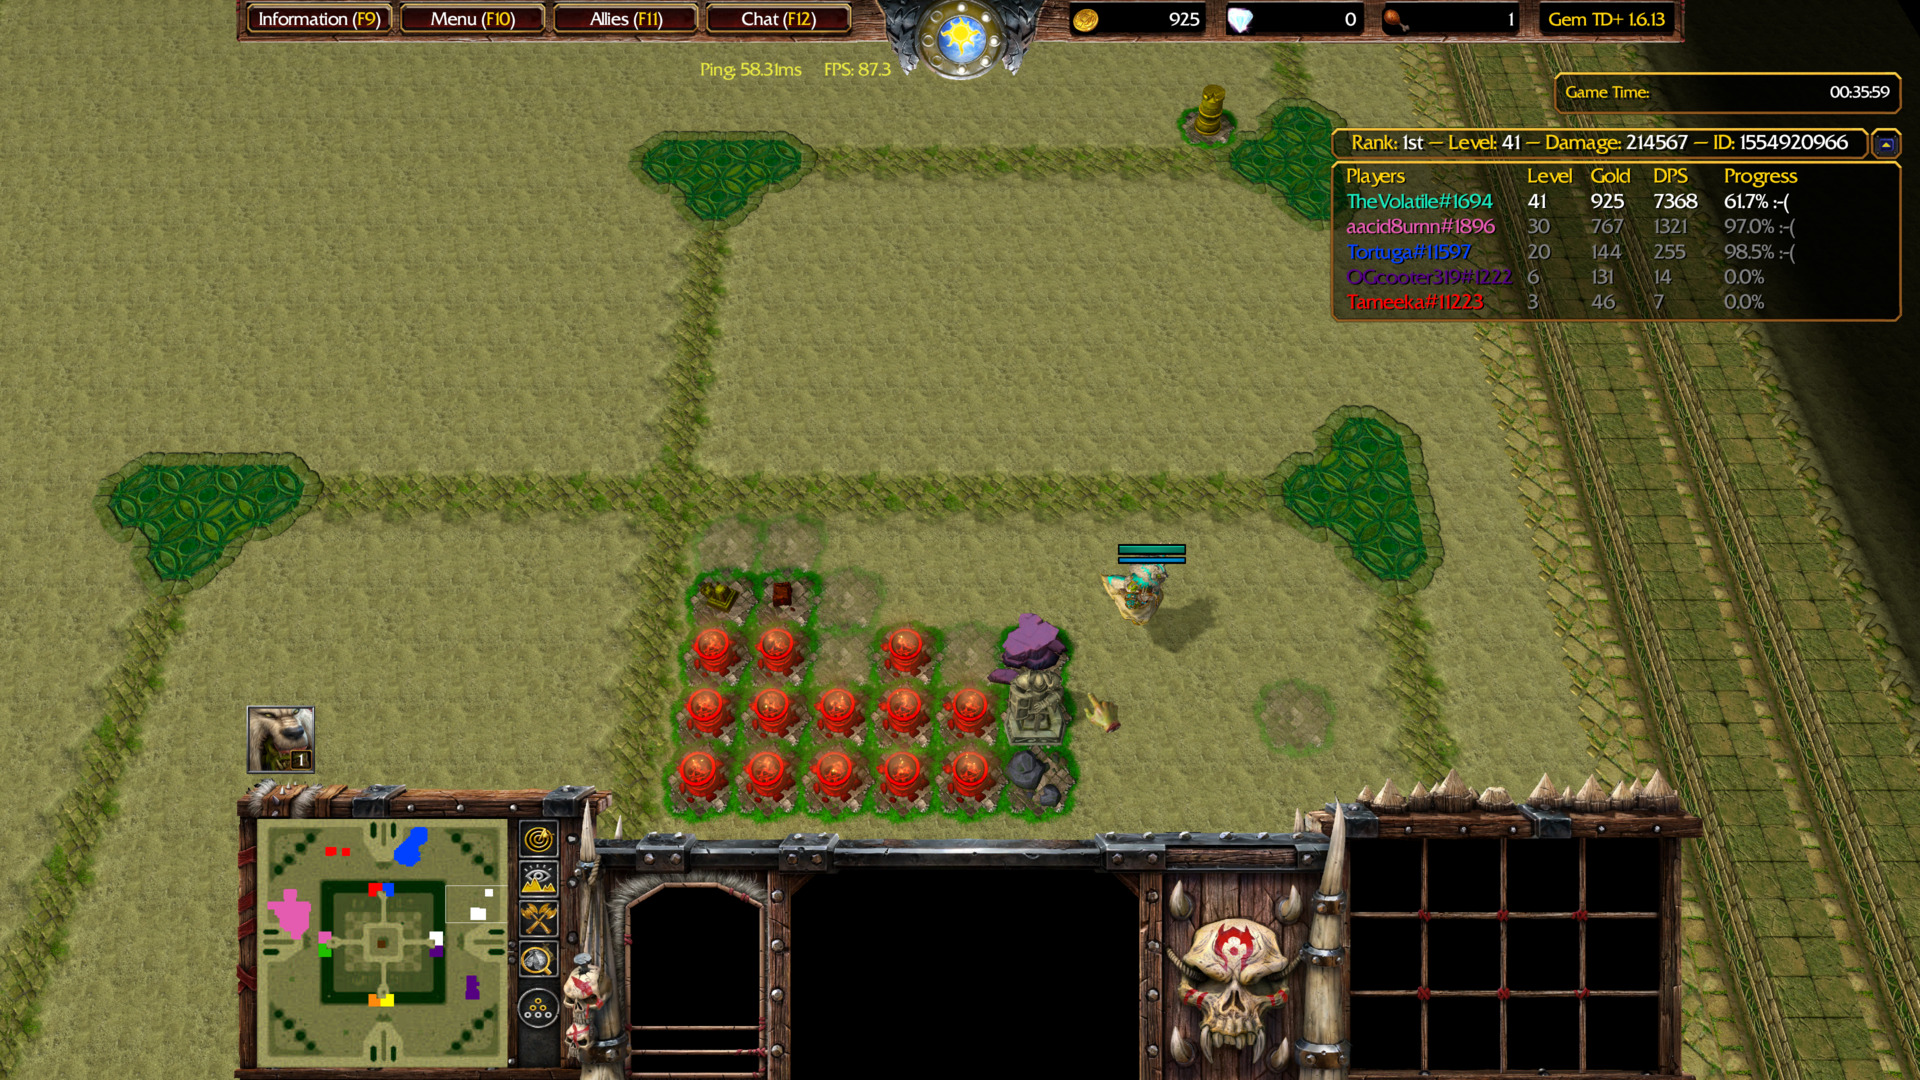 Information (F9) Menu (F10) Allies (F11) Chat (F12) 925 0 1 Gem TD+ 1.6.13
Ping: 58.31ms FPS: 87.3
Game Time: 00:35:59
Rank: 1st — Level: 41 — Damage: 214567 — ID: 1554920966
Players Level Gold DPS Progress
TheVolatile#1694 41 925 7368 61.7% :-(
aacid8urnn#1896 30 767 1321 97.0% :-(
Tortuga#11597 20 144 255 98.5% :-(
OGcooter319#1222 6 131 14 0.0%
Tameeka#11223 3 46 7 0.0%
1